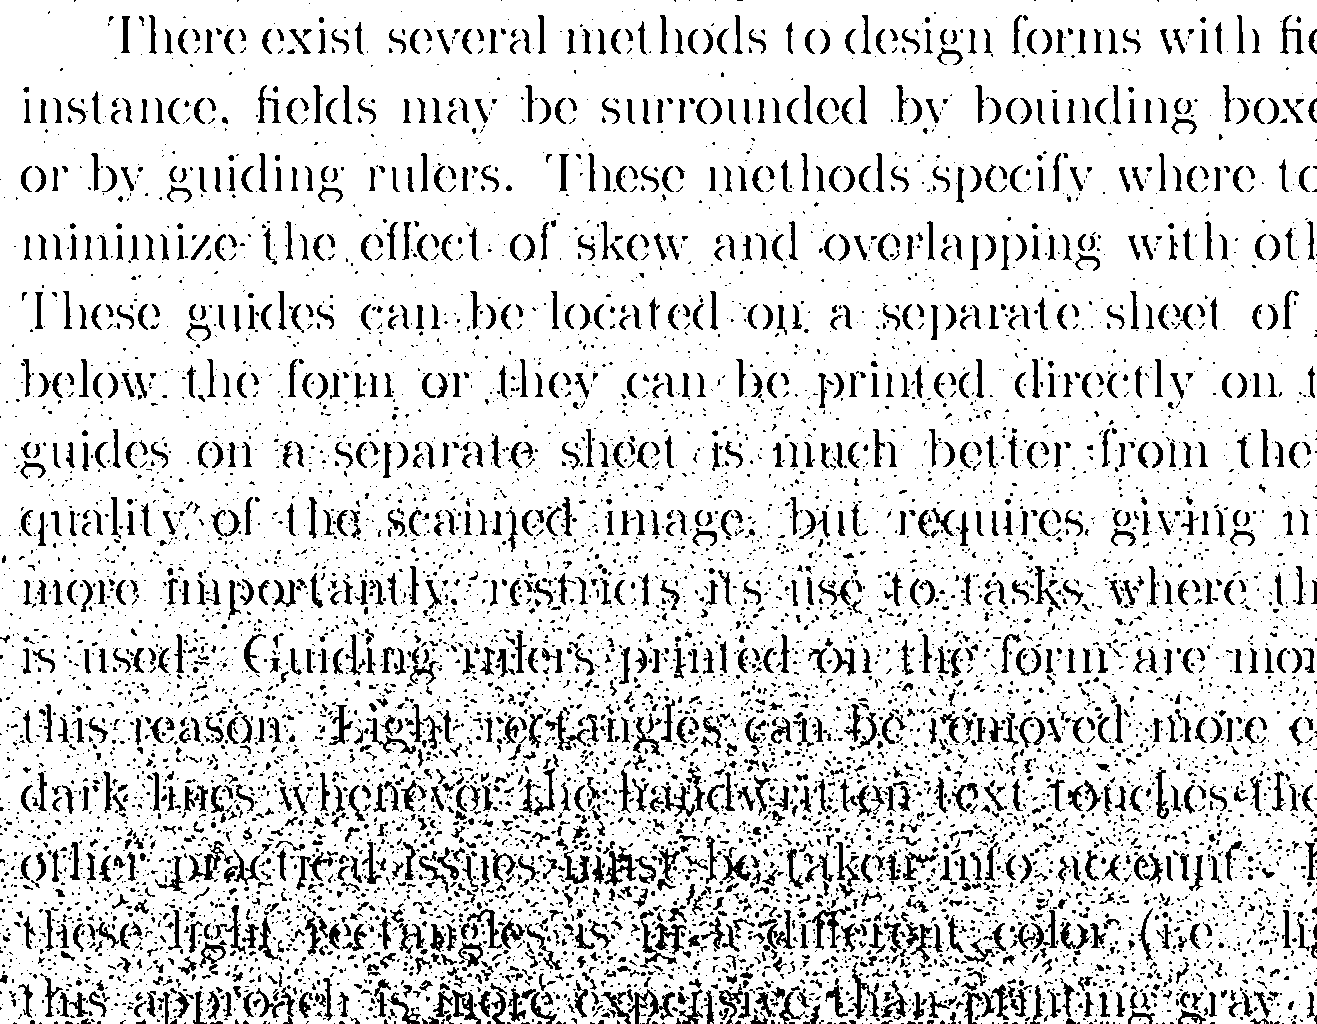 There exist several methods to design forms with fie
instance, fields may be surrounded by bounding boxe
or by guiding rulers. These methods specify where to
minimize the effect of skew and overlapping with oth
These guides can be located on a separate sheet of
below the form or they can be printed directly on t
guides on a separate sheet is much better from the
quality of the scanned image, but requires giving m
more importantly, restricts its use to tasks where th
is used. Guiding rulers printed on the form are mor
this reason. Light rectangles can be removed more e
dark lines whenever the handwritten text touches the
other practical issues must be taken into account.
these light rectangles is in a different color (i.e. lig
this approach is more expensive than printing gray